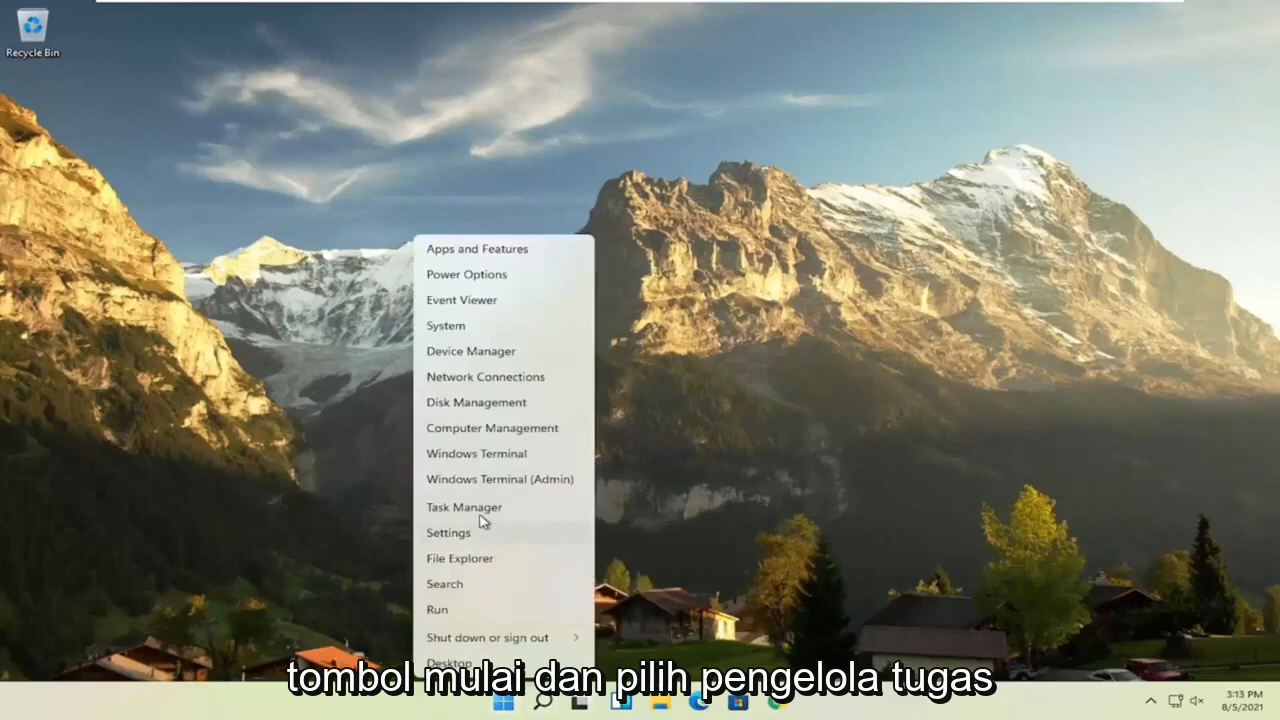 Recycle Bin
Apps and Features
Power Options
Event Viewer
System
Device Manager
Network Connections
Disk Management
Computer Management
Windows Terminal
Windows Terminal (Admin)
Task Manager
Settings
File Explorer
Search
Run
Shut down or sign out
Desktop
tombol mulai dan pilih pengelola tugas
3:13 PM
8/5/2021